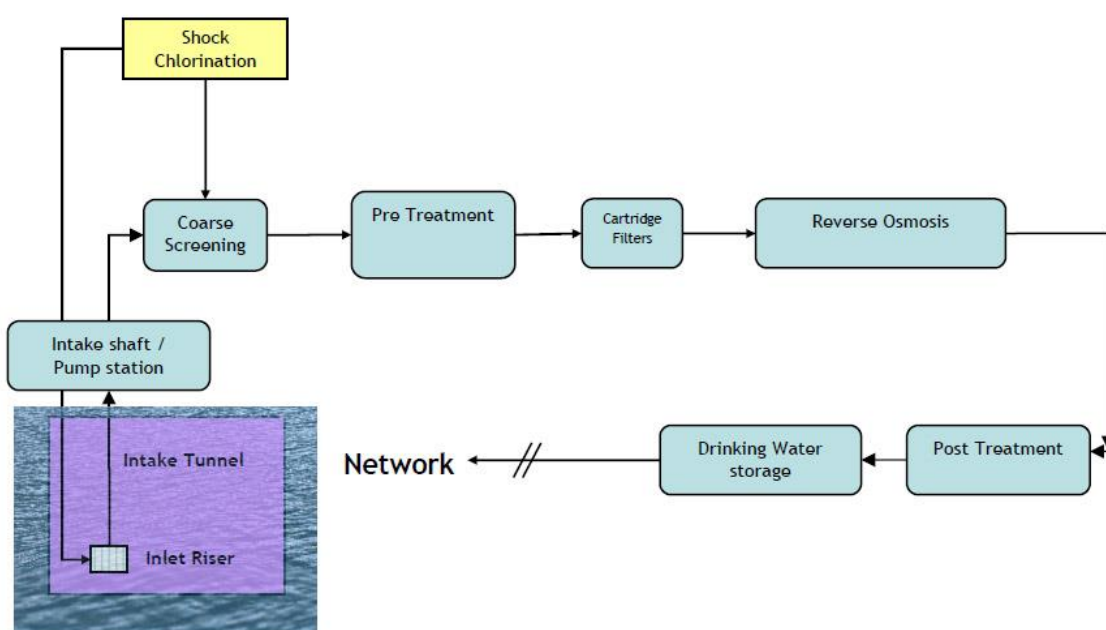 Shock
Chlorination
Coarse
Screening
Pre Treatment
Cartridge
Filters
Reverse Osmosis
Intake shaft /
Pump station
Intake Tunnel
Inlet Riser
Network
Drinking Water
storage
Post Treatment